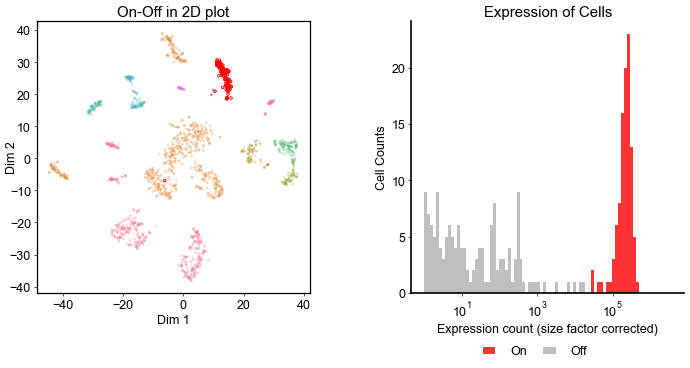 On-Off in 2D plot
40
30
20
10
0
−10
−20
−30
−40
Dim 2
−40 −20 0 20 40
Dim 1
Expression of Cells
20
15
10
5
0
Cell Counts
10^1 10^3 10^5
Expression count (size factor corrected)
On Off